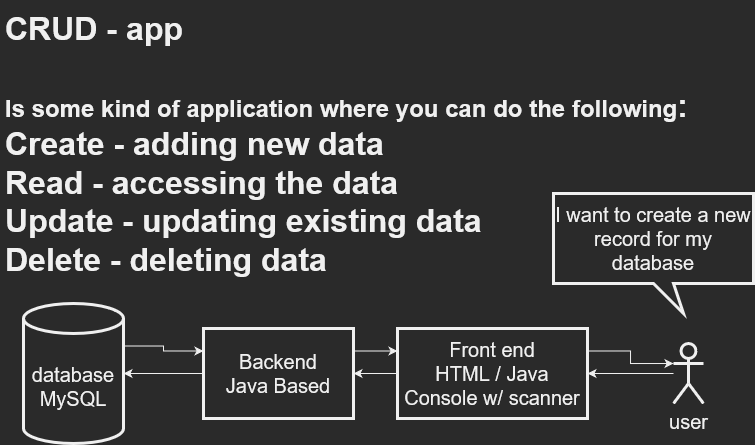 CRUD - app
Is some kind of application where you can do the following:
Create - adding new data
Read - accessing the data
Update - updating existing data
Delete - deleting data
I want to create a new
record for my
database
database
MySQL
Backend
Java Based
Front end
HTML / Java
Console w/ scanner
user